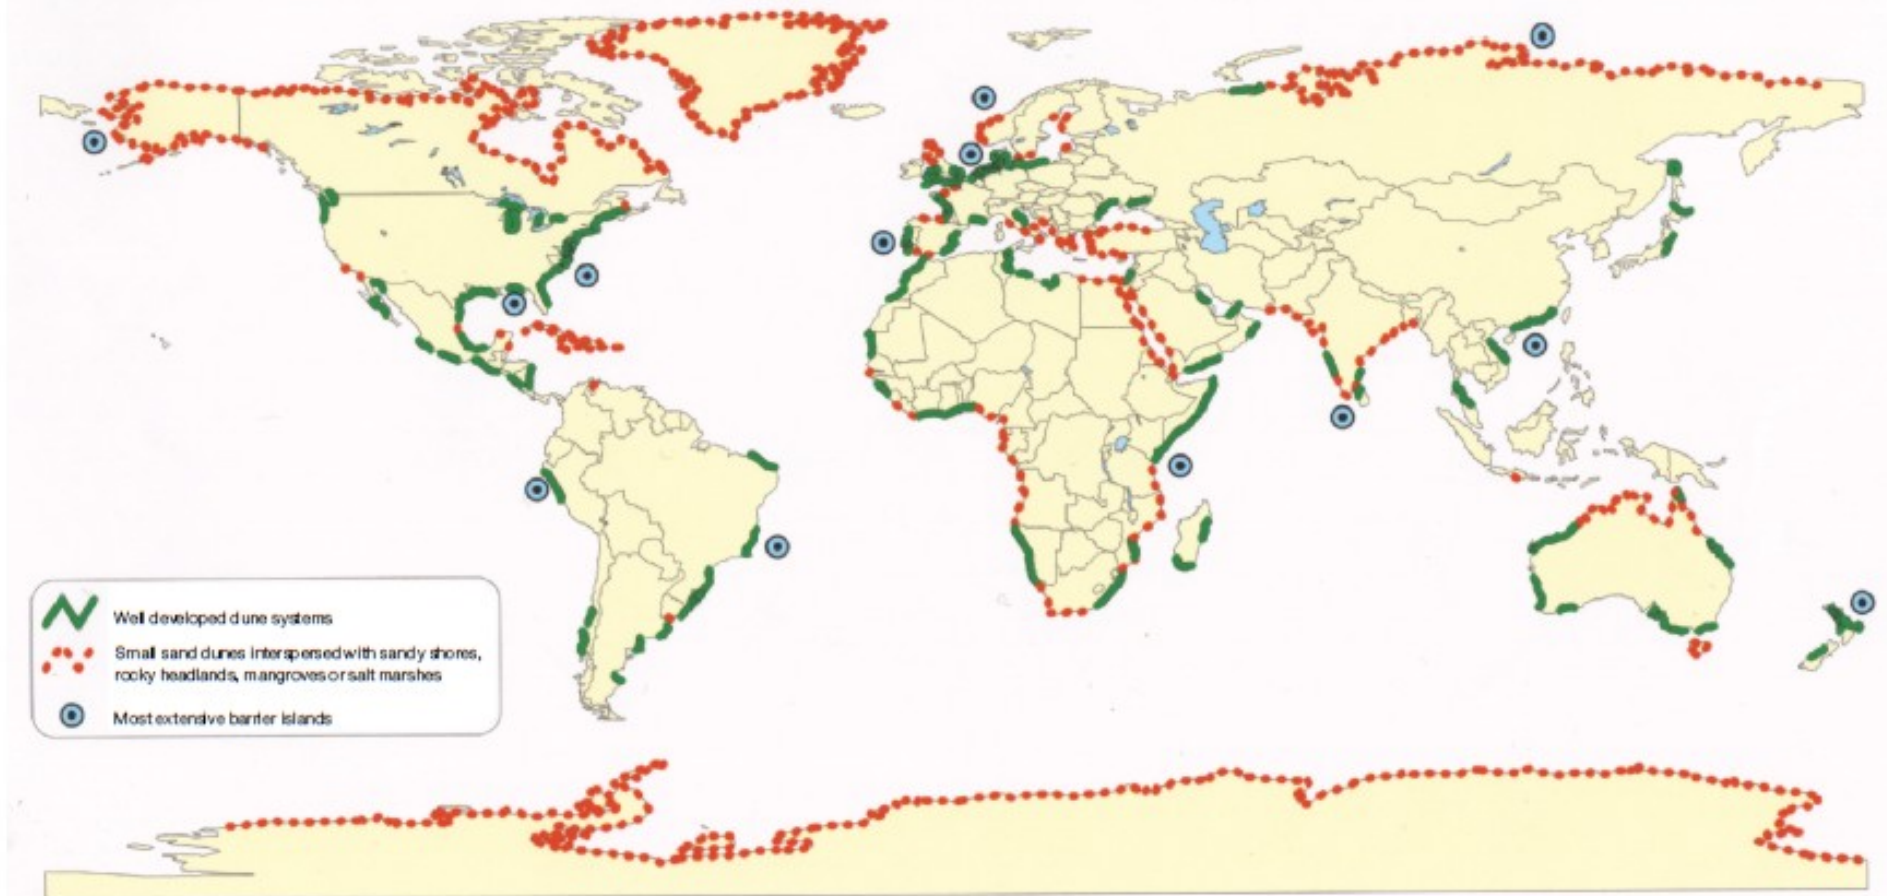 Well developed dune systems
Small sand dunes interspersed with sandy shores,
rocky headlands, mangroves or salt marshes
Most extensive barrier islands